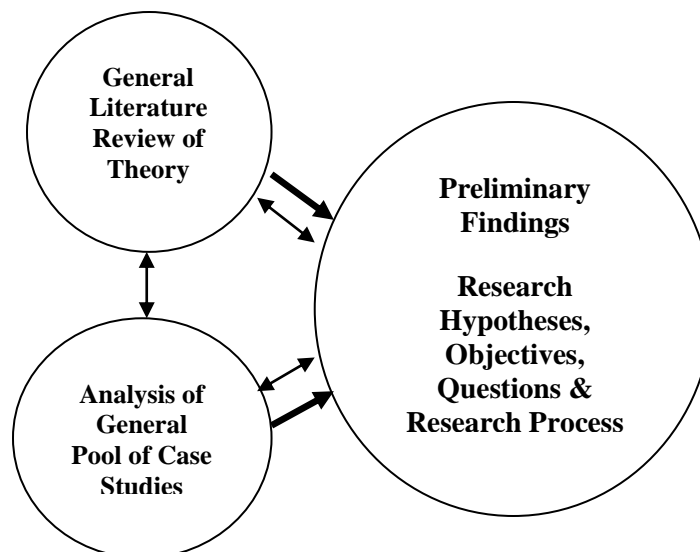 General
Literature
Review of
Theory
Preliminary
Findings
Research
Hypotheses,
Objectives,
Questions &
Research Process
Analysis of
General
Pool of Case
Studies